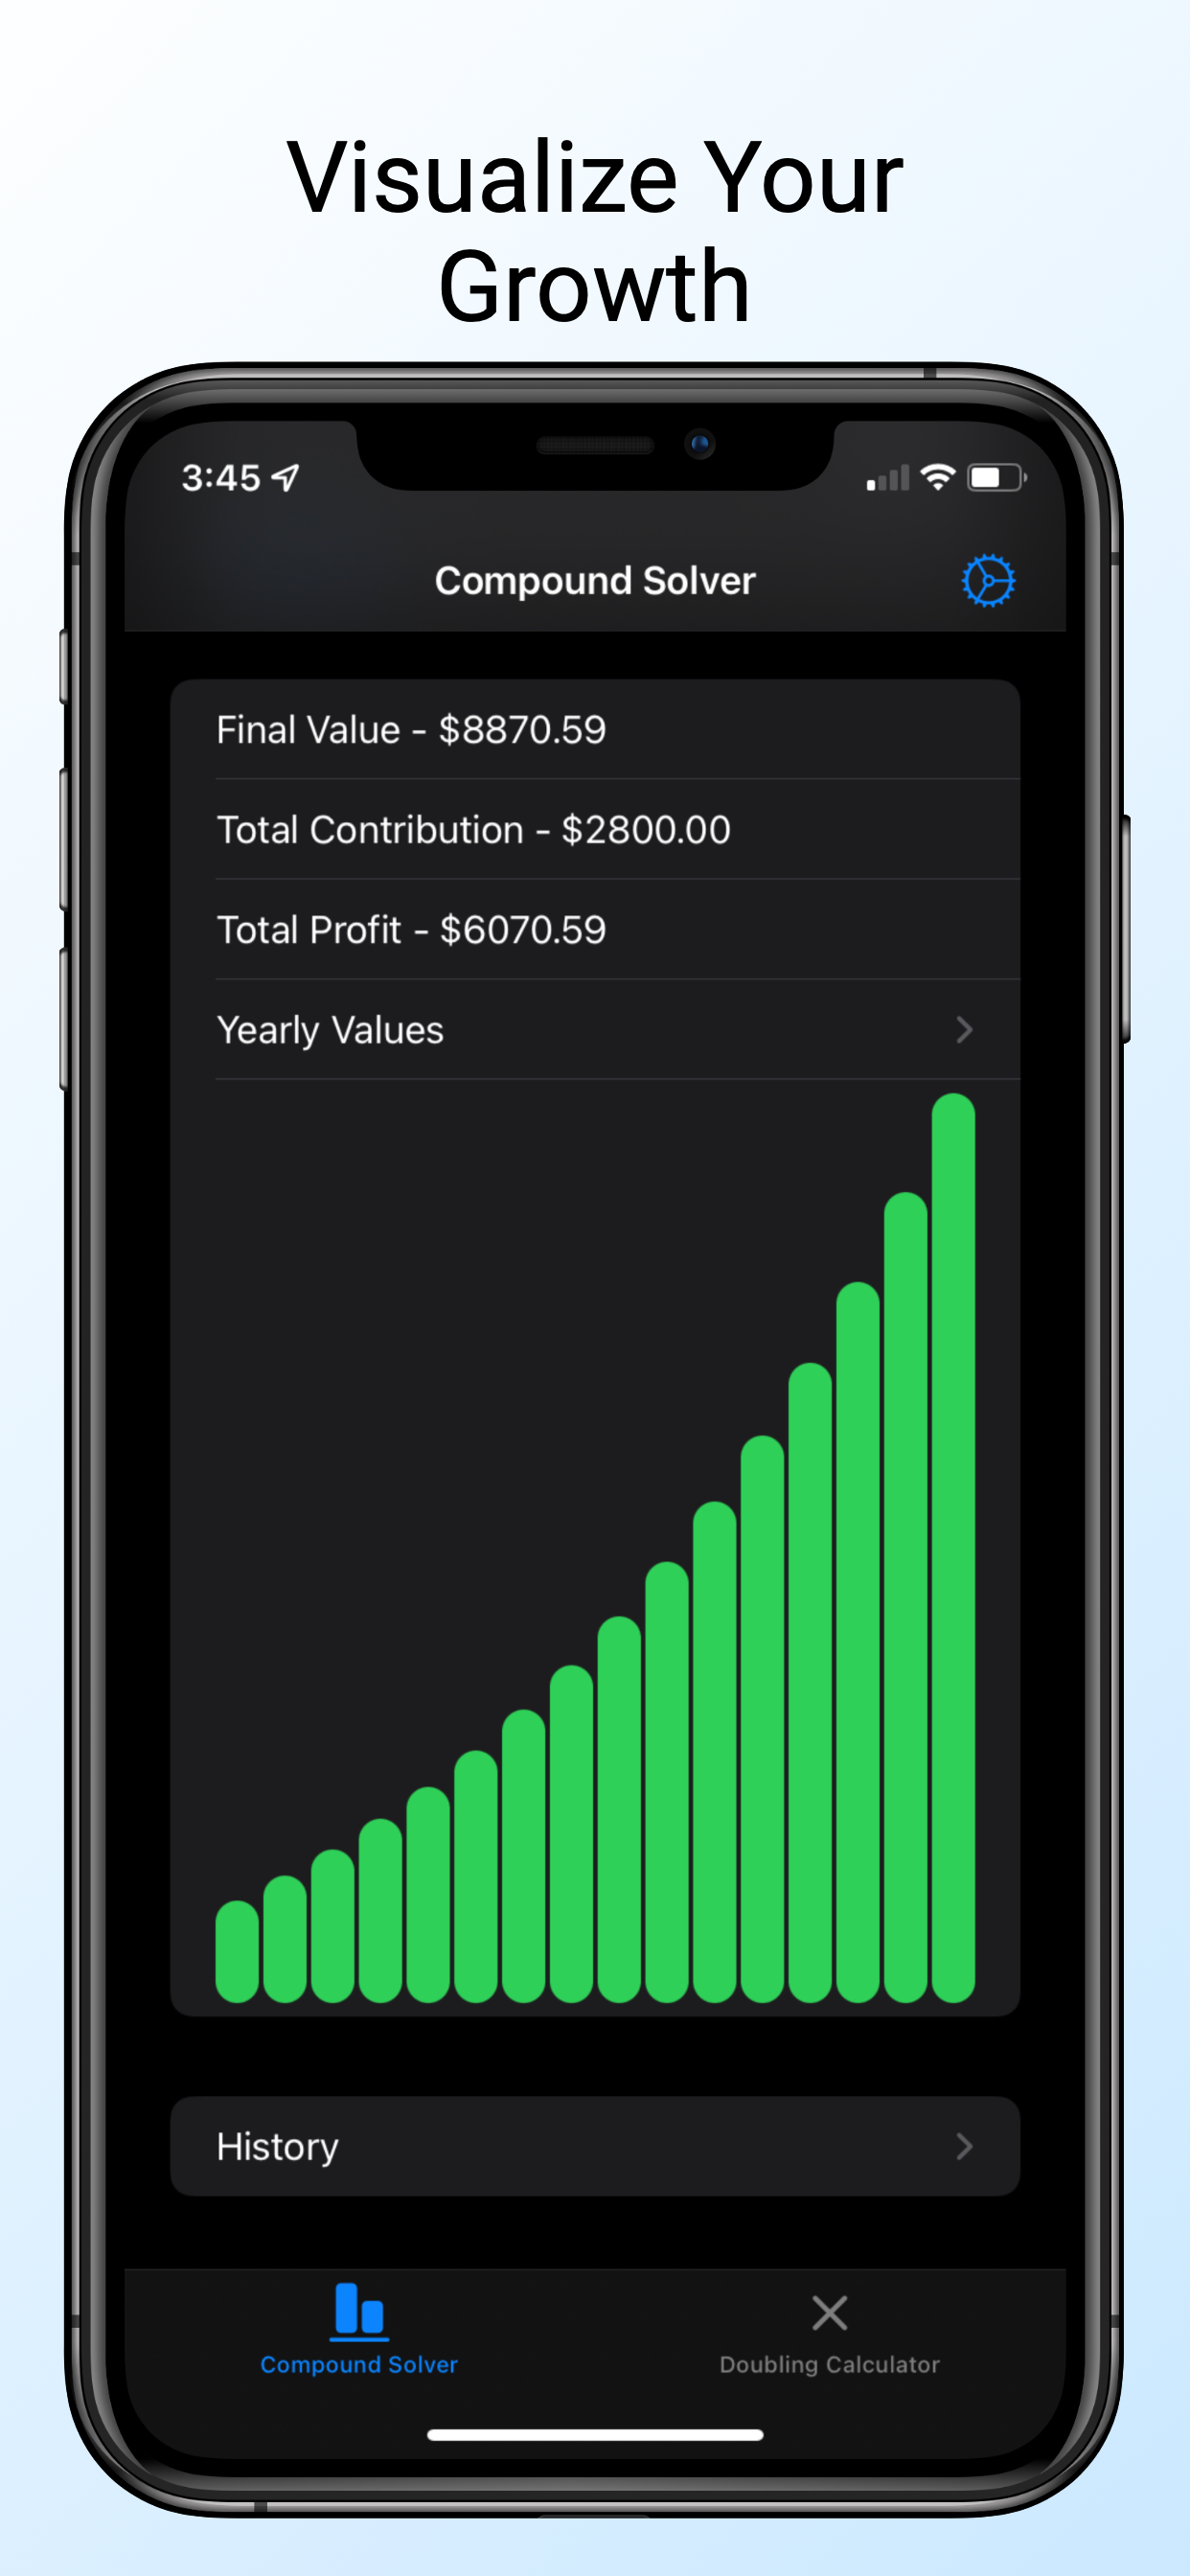 Visualize Your
Growth
3:45
Compound Solver
Final Value - $8870.59
Total Contribution - $2800.00
Total Profit - $6070.59
Yearly Values
History
Compound Solver
Doubling Calculator